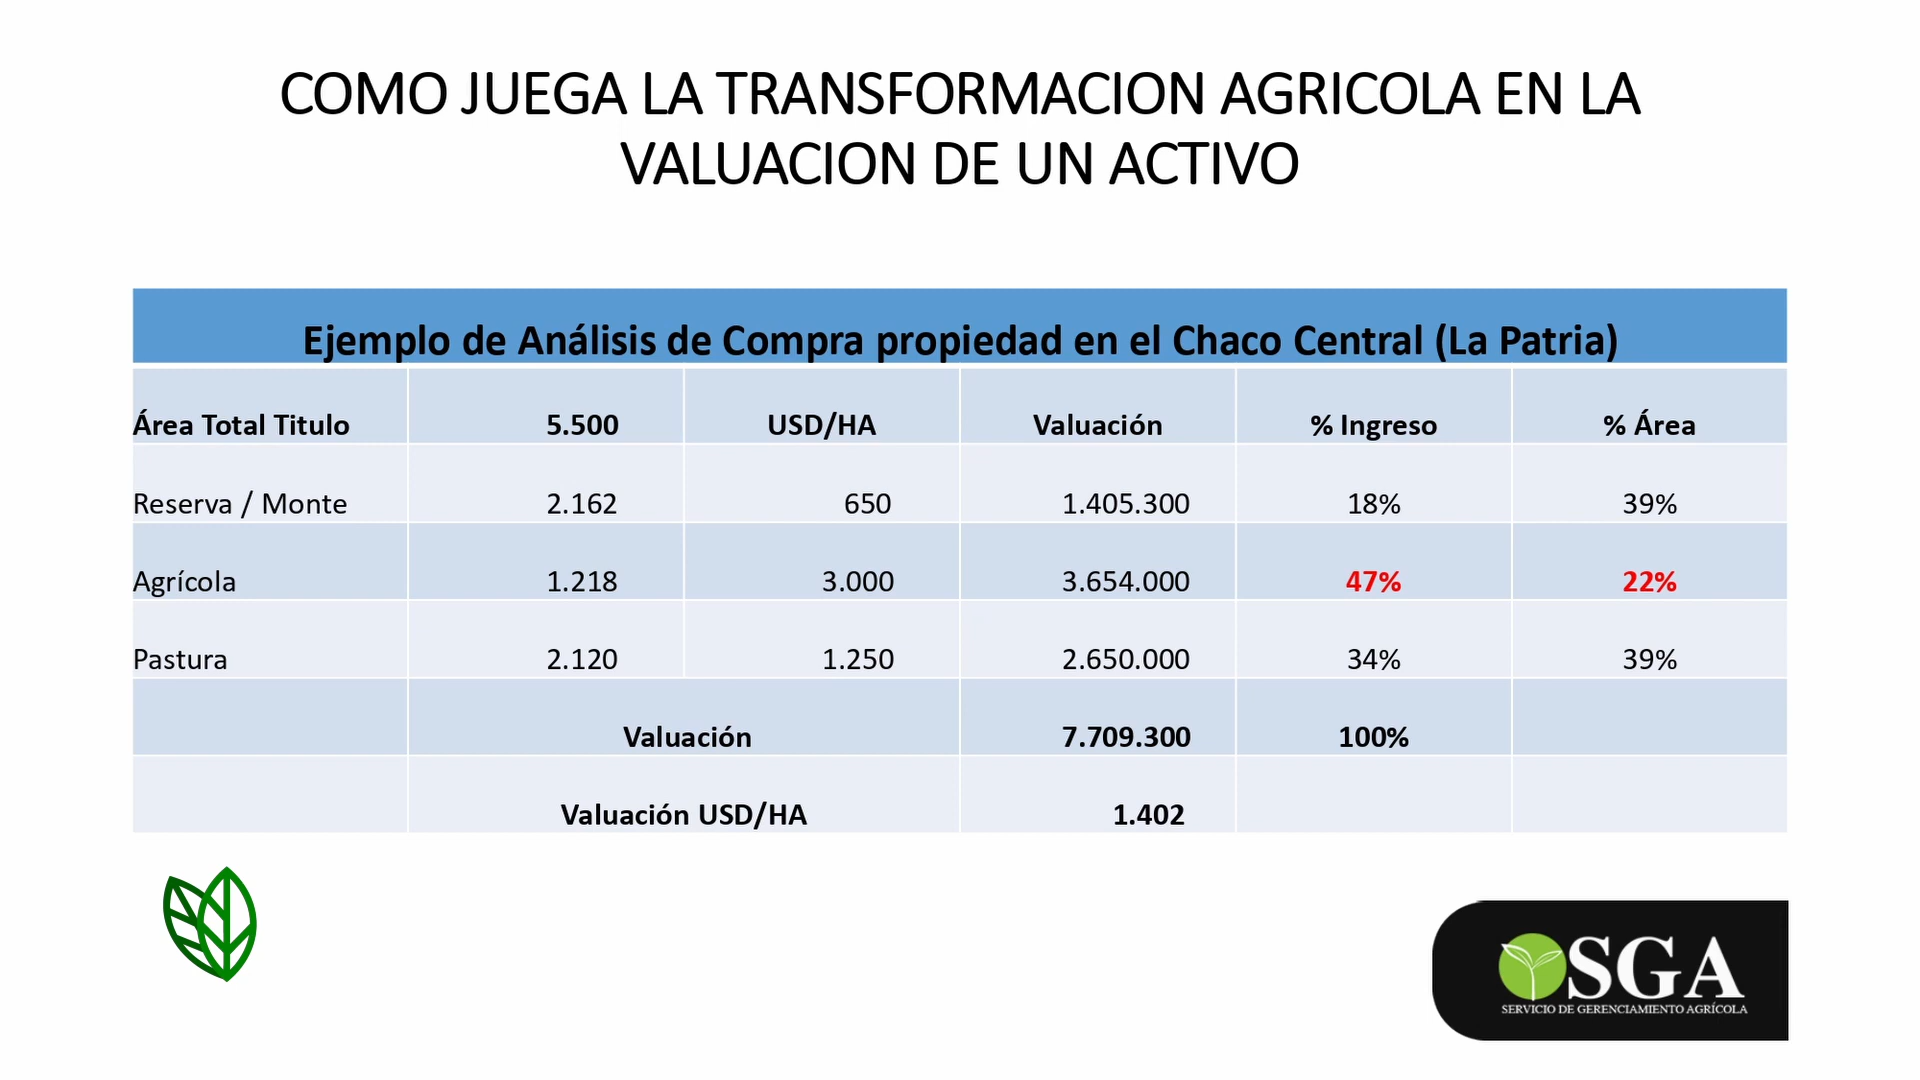 COMO JUEGA LA TRANSFORMACION AGRICOLA EN LA
VALUACION DE UN ACTIVO
Ejemplo de Análisis de Compra propiedad en el Chaco Central (La Patria)
Área Total Titulo 5.500 USD/HA Valuación % Ingreso % Área
Reserva / Monte 2.162 650 1.405.300 18% 39%
Agrícola 1.218 3.000 3.654.000 47% 22%
Pastura 2.120 1.250 2.650.000 34% 39%
Valuación 7.709.300 100%
Valuación USD/HA 1.402
SGA
SERVICIO DE GERENCIAMIENTO AGRÍCOLA